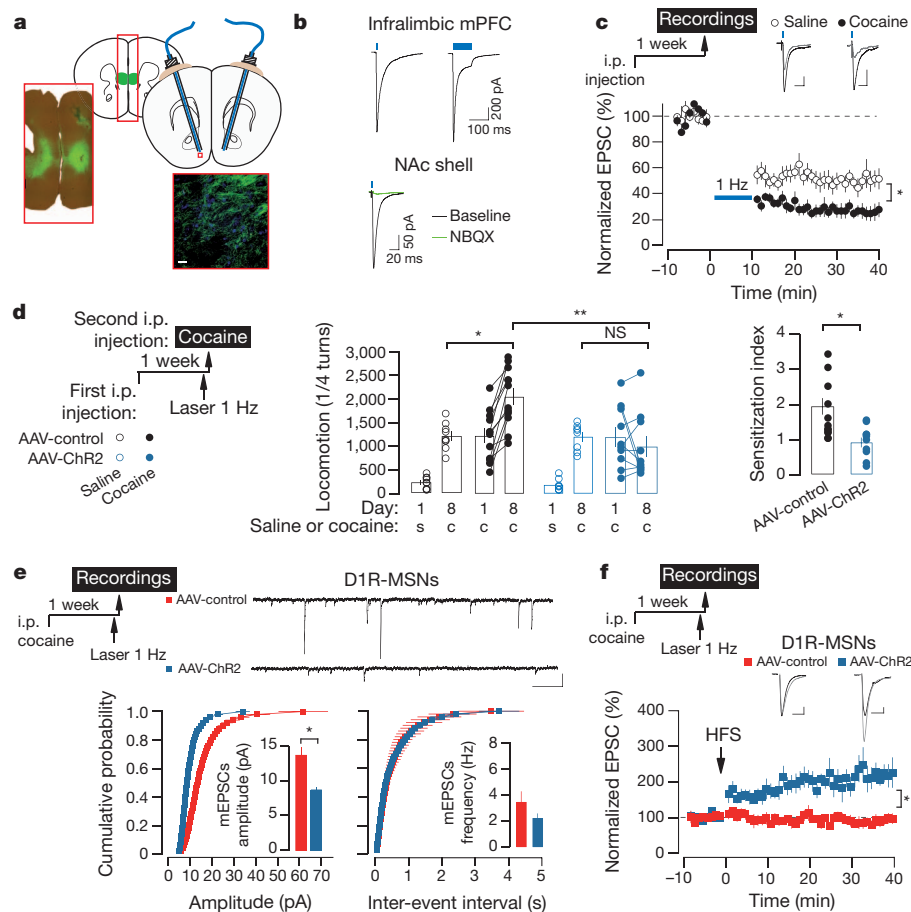 a
b
Infralimbic mPFC
200 pA
100 ms
NAc shell
Baseline
NBQX
50 pA
20 ms
c
Recordings
1 week
i.p.
injection
Saline
Cocaine
Normalized EPSC (%)
100
80
60
40
20
0
1 Hz
*
−10 0 10 20 30 40
Time (min)
d
Second i.p.
injection:
Cocaine
1 week
First i.p.
injection:
Laser 1 Hz
AAV-control
AAV-ChR2
Saline
Cocaine
Locomotion (1/4 turns)
3,000
2,500
2,000
1,500
1,000
500
0
*
**
NS
Day: 1 8 1 8 1 8 1 8
Saline or cocaine: s c c c s c c c
Sensitization index
4
3
2
1
0
*
AAV-control
AAV-ChR2
e
Recordings
1 week
i.p.
cocaine
Laser 1 Hz
D1R-MSNs
AAV-control
AAV-ChR2
Cumulative probability
1.0
0.8
0.6
0.4
0.2
0
0 10 20 30 40 50 60 70
Amplitude (pA)
mEPSCs
amplitude (pA)
15
10
5
0
*
0 1 2 3 4 5
Inter-event interval (s)
mEPSCs
frequency (Hz)
8
6
4
2
0
f
Recordings
1 week
i.p.
cocaine
Laser 1 Hz
D1R-MSNs
AAV-control
AAV-ChR2
Normalized EPSC (%)
400
300
200
100
0
HFS
*
−10 0 10 20 30 40
Time (min)